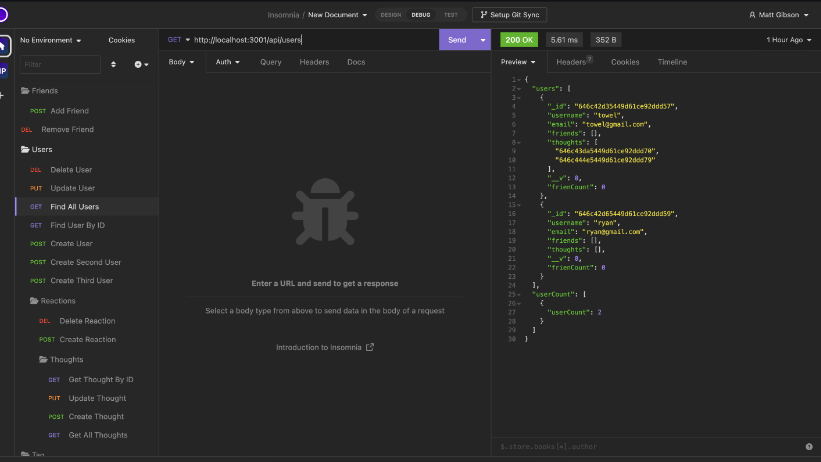 Insomnia / New Document
DESIGN DEBUG TEST
Setup Git Sync
Matt Gibson
No Environment
Cookies
GET http://localhost:3001/api/users
Send
200 OK 5.61 ms 352 B
1 Hour Ago
Filter
Body Auth Query Headers Docs
Preview Headers 7 Cookies Timeline
Friends
POST Add Friend
DEL Remove Friend
Users
DEL Delete User
PUT Update User
GET Find All Users
GET Find User By ID
POST Create User
POST Create Second User
POST Create Third User
Reactions
DEL Delete Reaction
POST Create Reaction
Thoughts
GET Get Thought By ID
PUT Update Thought
POST Create Thought
GET Get All Thoughts
Tag
Enter a URL and send to get a response
Select a body type from above to send data in the body of a request
Introduction to Insomnia
1 {
2 "users": [
3 {
4 "_id": "646c42d35449d61ce92ddd57",
5 "username": "towel",
6 "email": "towel@gmail.com",
7 "friends": [],
8 "thoughts": [
9 "646c43da5449d61ce92ddd70",
10 "646c444e5449d61ce92ddd79"
11 ],
12 "__v": 0,
13 "frienCount": 0
14 },
15 {
16 "_id": "646c42d65449d61ce92ddd59",
17 "username": "ryan",
18 "email": "ryan@gmail.com",
19 "friends": [],
20 "thoughts": [],
21 "__v": 0,
22 "frienCount": 0
23 }
24 ],
25 "userCount": [
26 {
27 "userCount": 2
28 }
29 ]
30 }
$.store.books[*].author